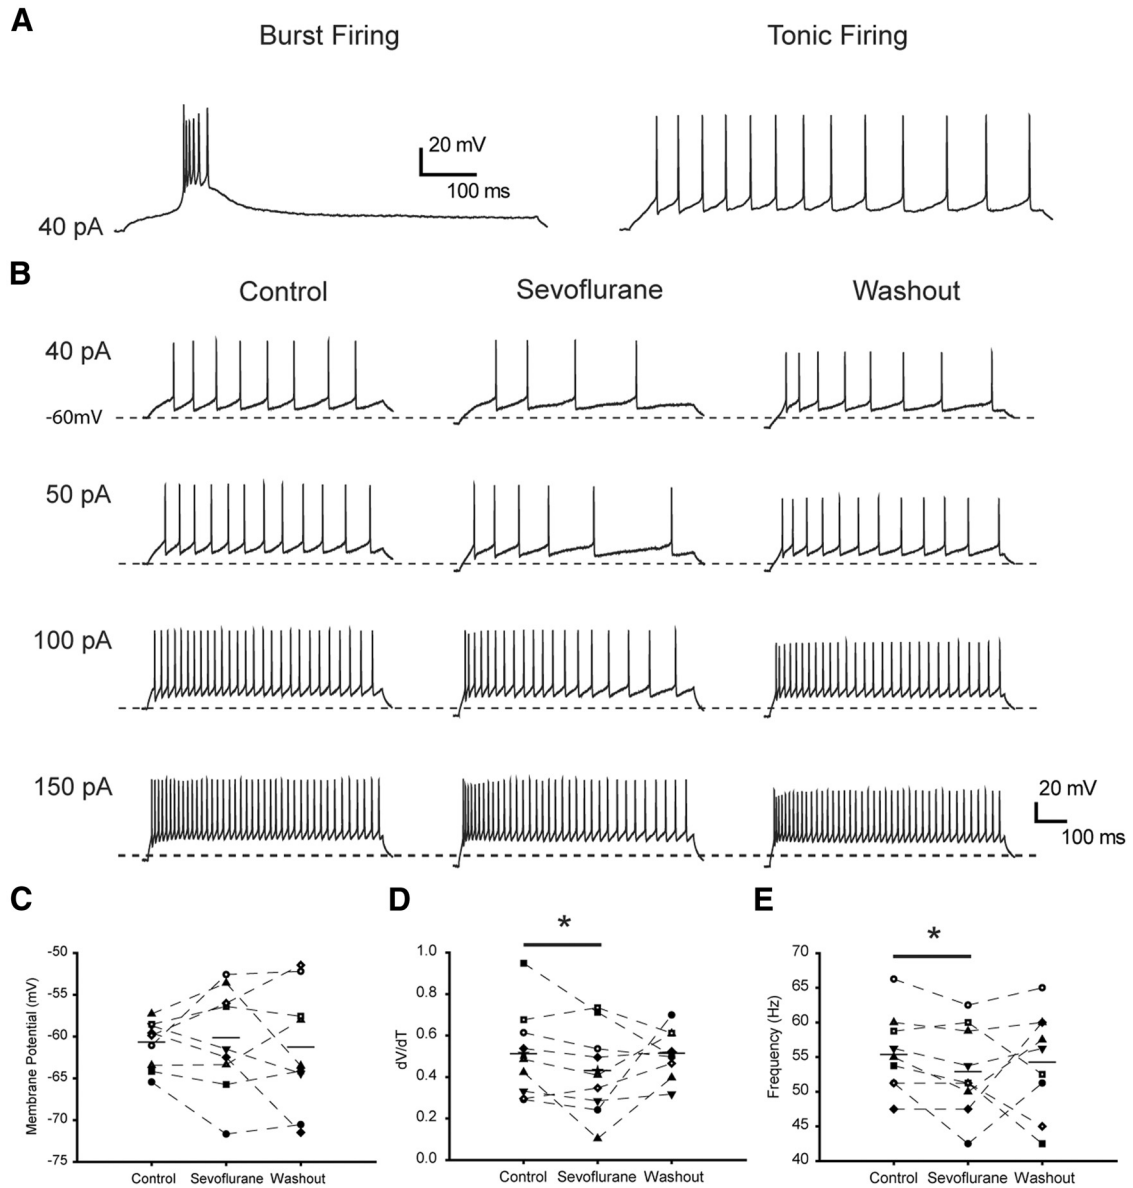 A
Burst Firing
Tonic Firing
20 mV
100 ms
40 pA
B
Control
Sevoflurane
Washout
40 pA
-60mV
50 pA
100 pA
150 pA
20 mV
100 ms
C
D
E
*
*
-50
-55
-60
-65
-70
-75
Membrane Potential (mV)
Control
Sevoflurane
Washout
1.0
0.8
0.6
0.4
0.2
0.0
dV/dT
Control
Sevoflurane
Washout
70
65
60
55
50
45
40
Frequency (Hz)
Control
Sevoflurane
Washout